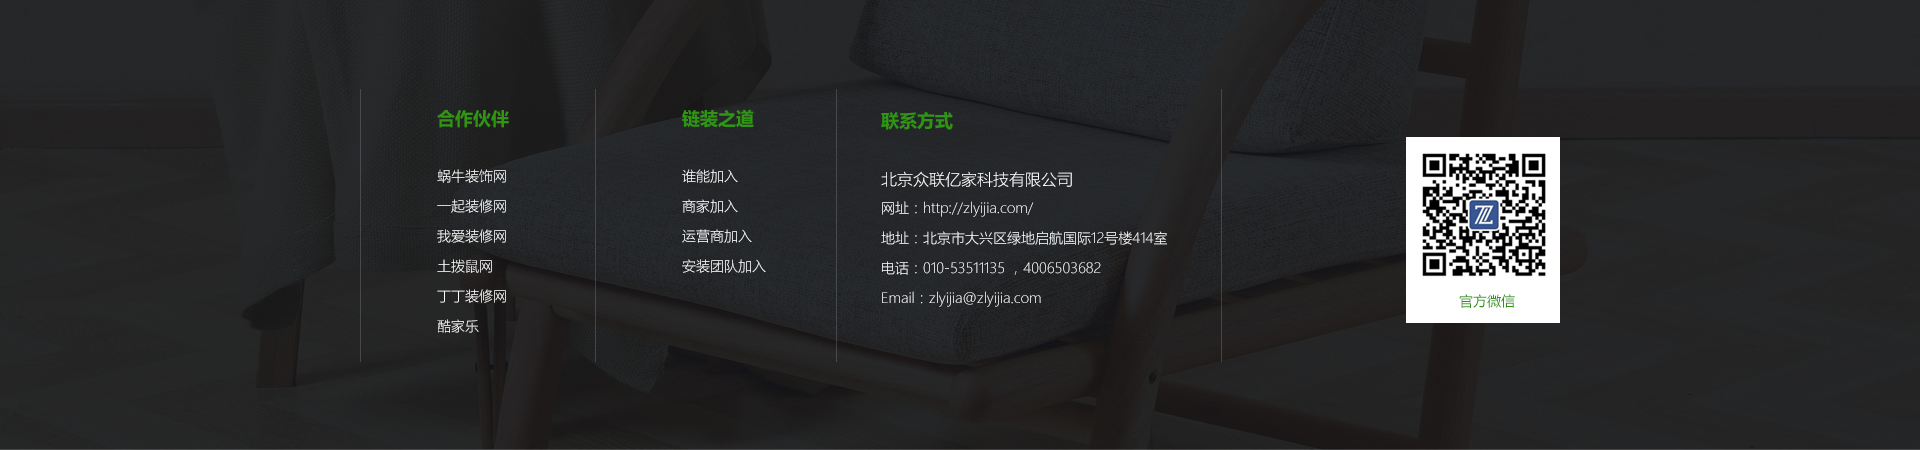 合作伙伴
蜗牛装饰网
一起装修网
我爱装修网
土拨鼠网
丁丁装修网
酷家乐
链装之道
谁能加入
商家加入
运营商加入
安装团队加入
联系方式
北京众联亿家科技有限公司
网址：http://zlyijia.com/
地址：北京市大兴区绿地启航国际12号楼414室
电话：010-53511135 ，4006503682
Email：zlyijia@zlyijia.com
官方微信